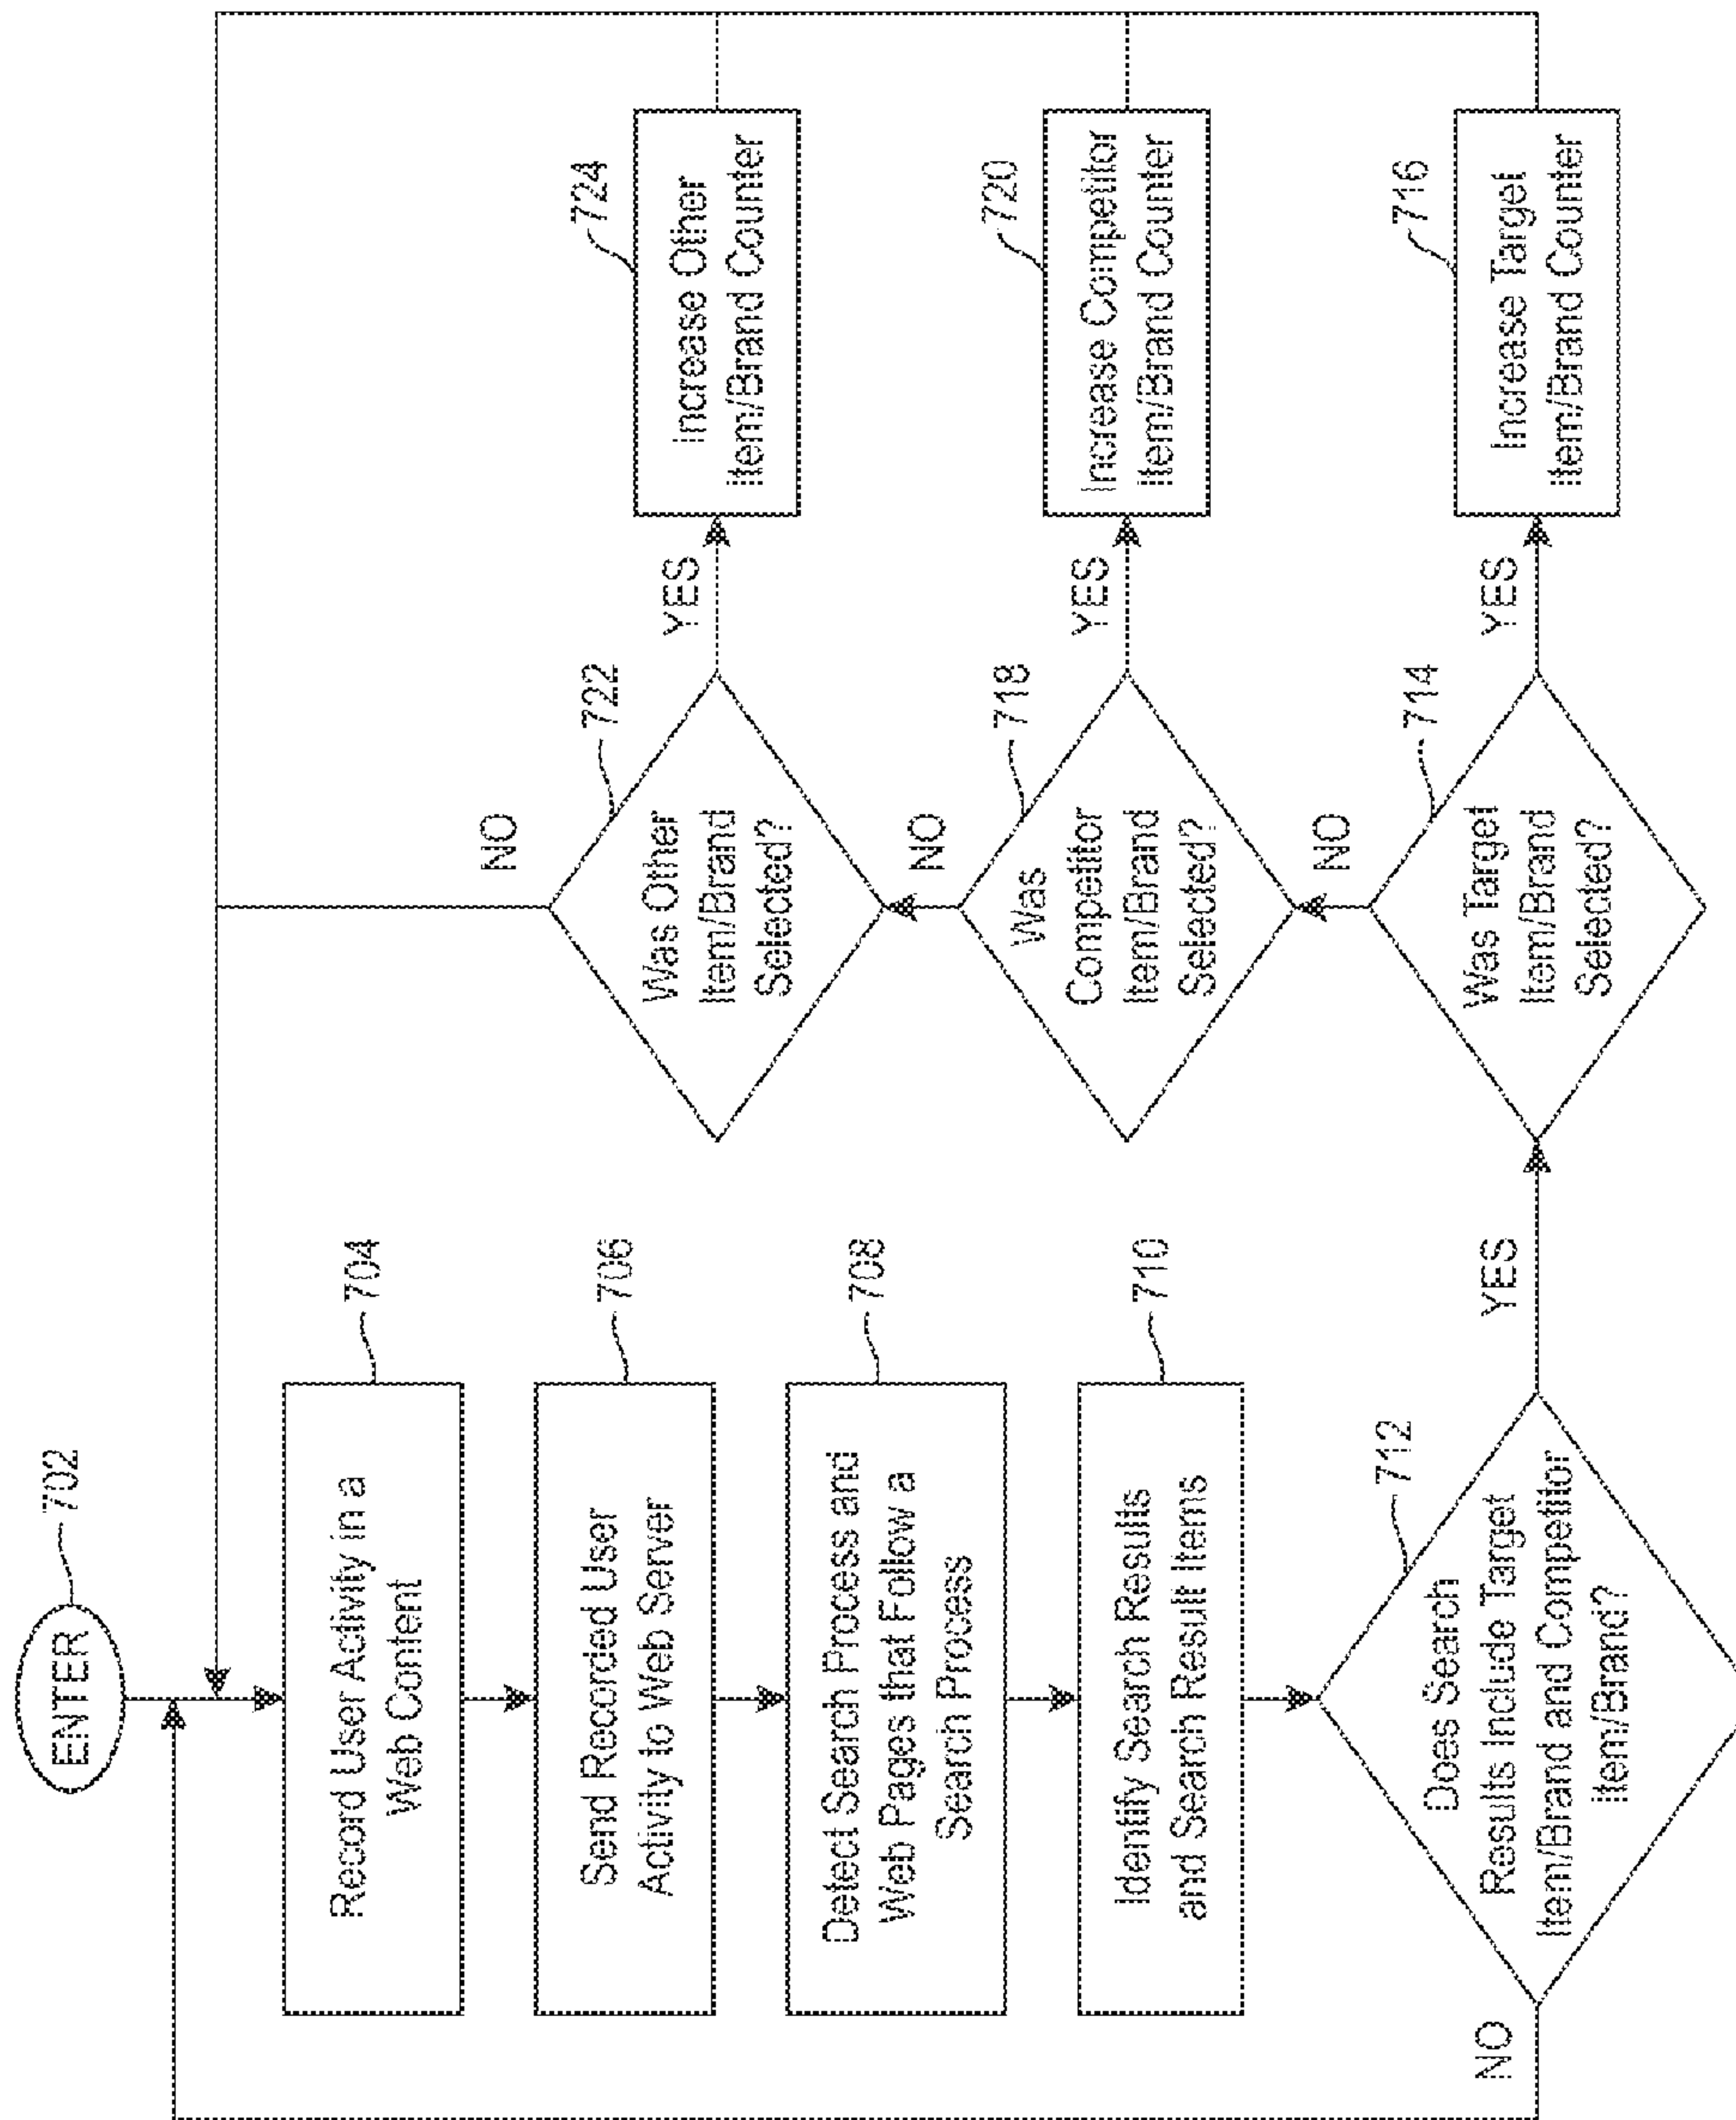 ENTER
702
Record User Activity in a
Web Content
704
Send Recorded User
Activity to Web Server
706
Detect Search Process and
Web Pages that Follow a
Search Process
708
Identify Search Results
and Search Result Items
710
Does Search
Results Include Target
Item/Brand and Competitor
Item/Brand?
712
NO
YES
Was Target
Item/Brand
Selected?
714
YES
Increase Target
Item/Brand Counter
716
NO
Was
Competitor
Item/Brand
Selected?
718
YES
Increase Competitor
Item/Brand Counter
720
NO
Was Other
Item/Brand
Selected?
722
YES
Increase Other
Item/Brand Counter
724
NO